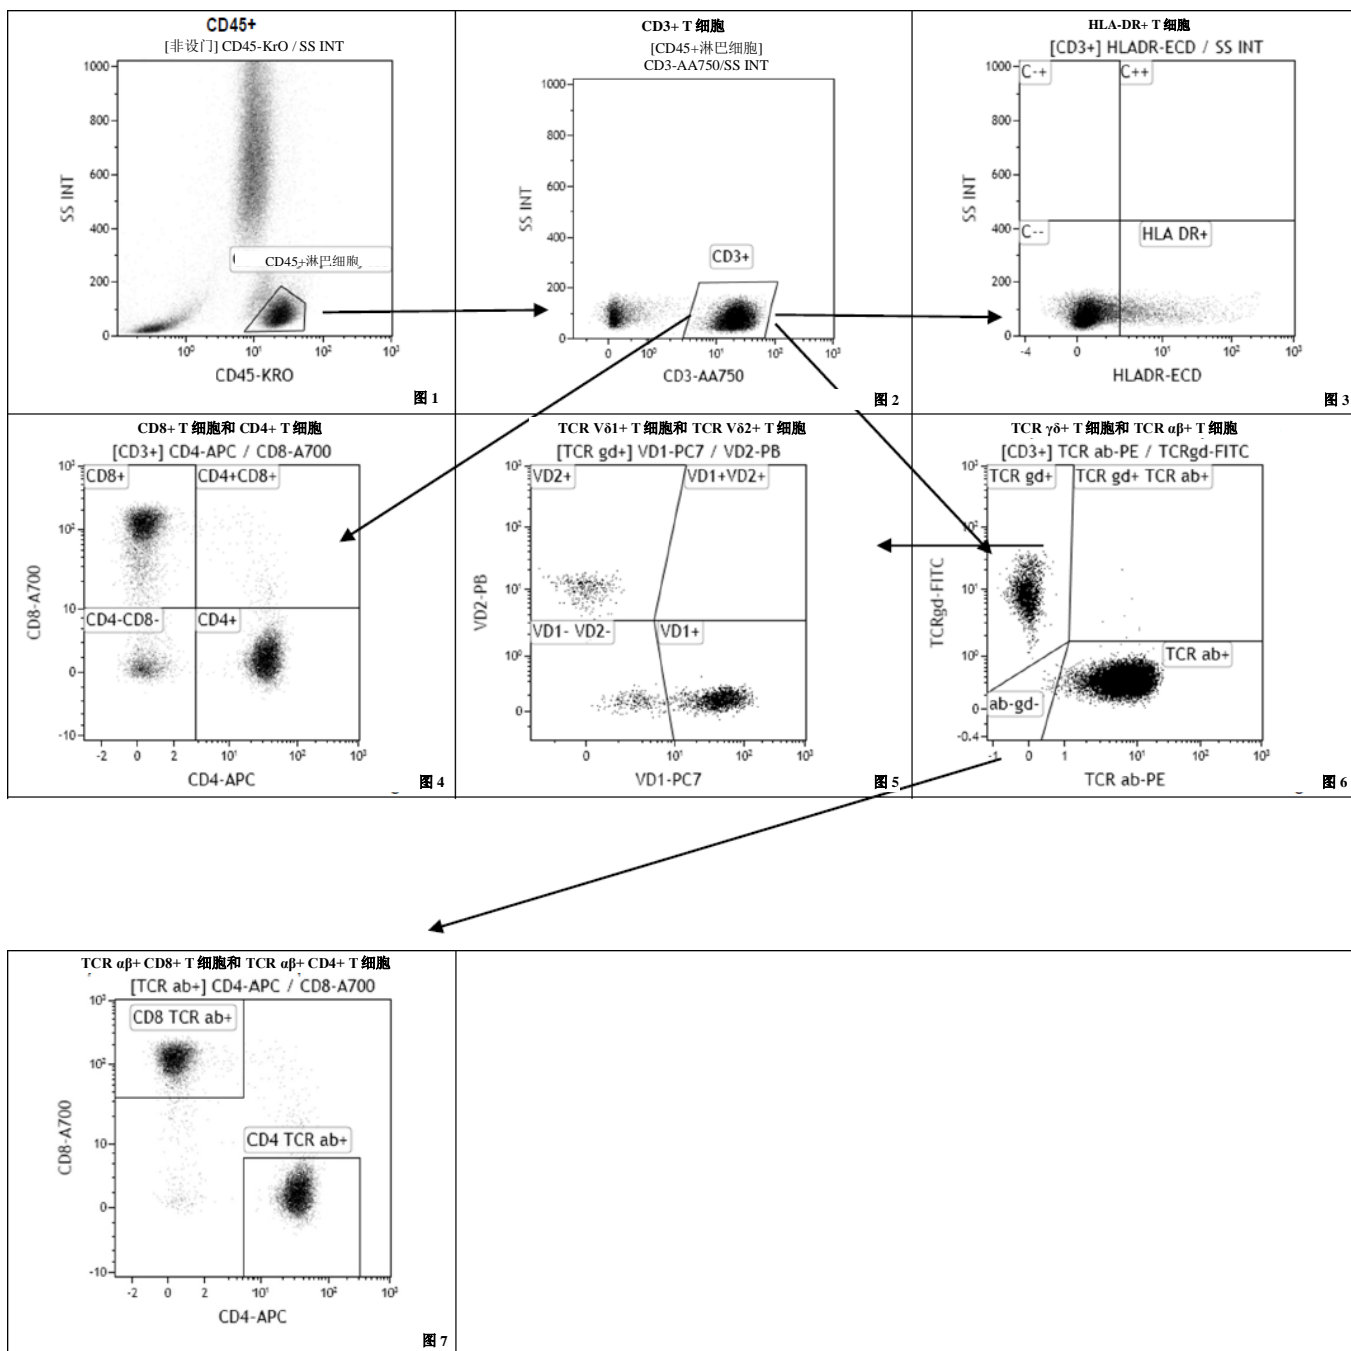 CD45+
[非设门] CD45-KrO / SS INT
1000
800
600
400
200
0
SS INT
CD45+淋巴细胞
10⁰
10¹
10²
10³
CD45-KRO
图 1
CD3+ T 细胞
[CD45+淋巴细胞]
CD3-AA750/SS INT
1000
800
600
400
200
0
SS INT
CD3+
0
10⁰
10¹
10²
10³
CD3-AA750
图 2
HLA-DR+ T 细胞
[CD3+] HLADR-ECD / SS INT
1000
800
600
400
200
0
SS INT
C-+
C++
C--
HLA DR+
-4
0
10¹
10²
10³
HLADR-ECD
图 3
CD8+ T 细胞和 CD4+ T 细胞
[CD3+] CD4-APC / CD8-A700
10³
10²
10
0
-10
CD8-A700
CD8+
CD4+CD8+
CD4-CD8-
CD4+
-2
0
2
10¹
10²
10³
CD4-APC
图 4
TCR Vδ1+ T 细胞和 TCR Vδ2+ T 细胞
[TCR gd+] VD1-PC7 / VD2-PB
10³
10²
10¹
10⁰
0
VD2-PB
VD2+
VD1+VD2+
VD1- VD2-
VD1+
0
10¹
10²
10³
VD1-PC7
图 5
TCR γδ+ T 细胞和 TCR αβ+ T 细胞
[CD3+] TCR ab-PE / TCRgd-FITC
10³
10²
10¹
10⁰
0
-0.4
TCRgd-FITC
TCR gd+
TCR gd+ TCR ab+
TCR ab+
ab-gd-
-1
0
1
10¹
10²
10³
TCR ab-PE
图 6
TCR αβ+ CD8+ T 细胞和 TCR αβ+ CD4+ T 细胞
[TCR ab+] CD4-APC / CD8-A700
10³
10²
10
0
-10
CD8-A700
CD8 TCR ab+
CD4 TCR ab+
-2
0
2
10¹
10²
10³
CD4-APC
图 7